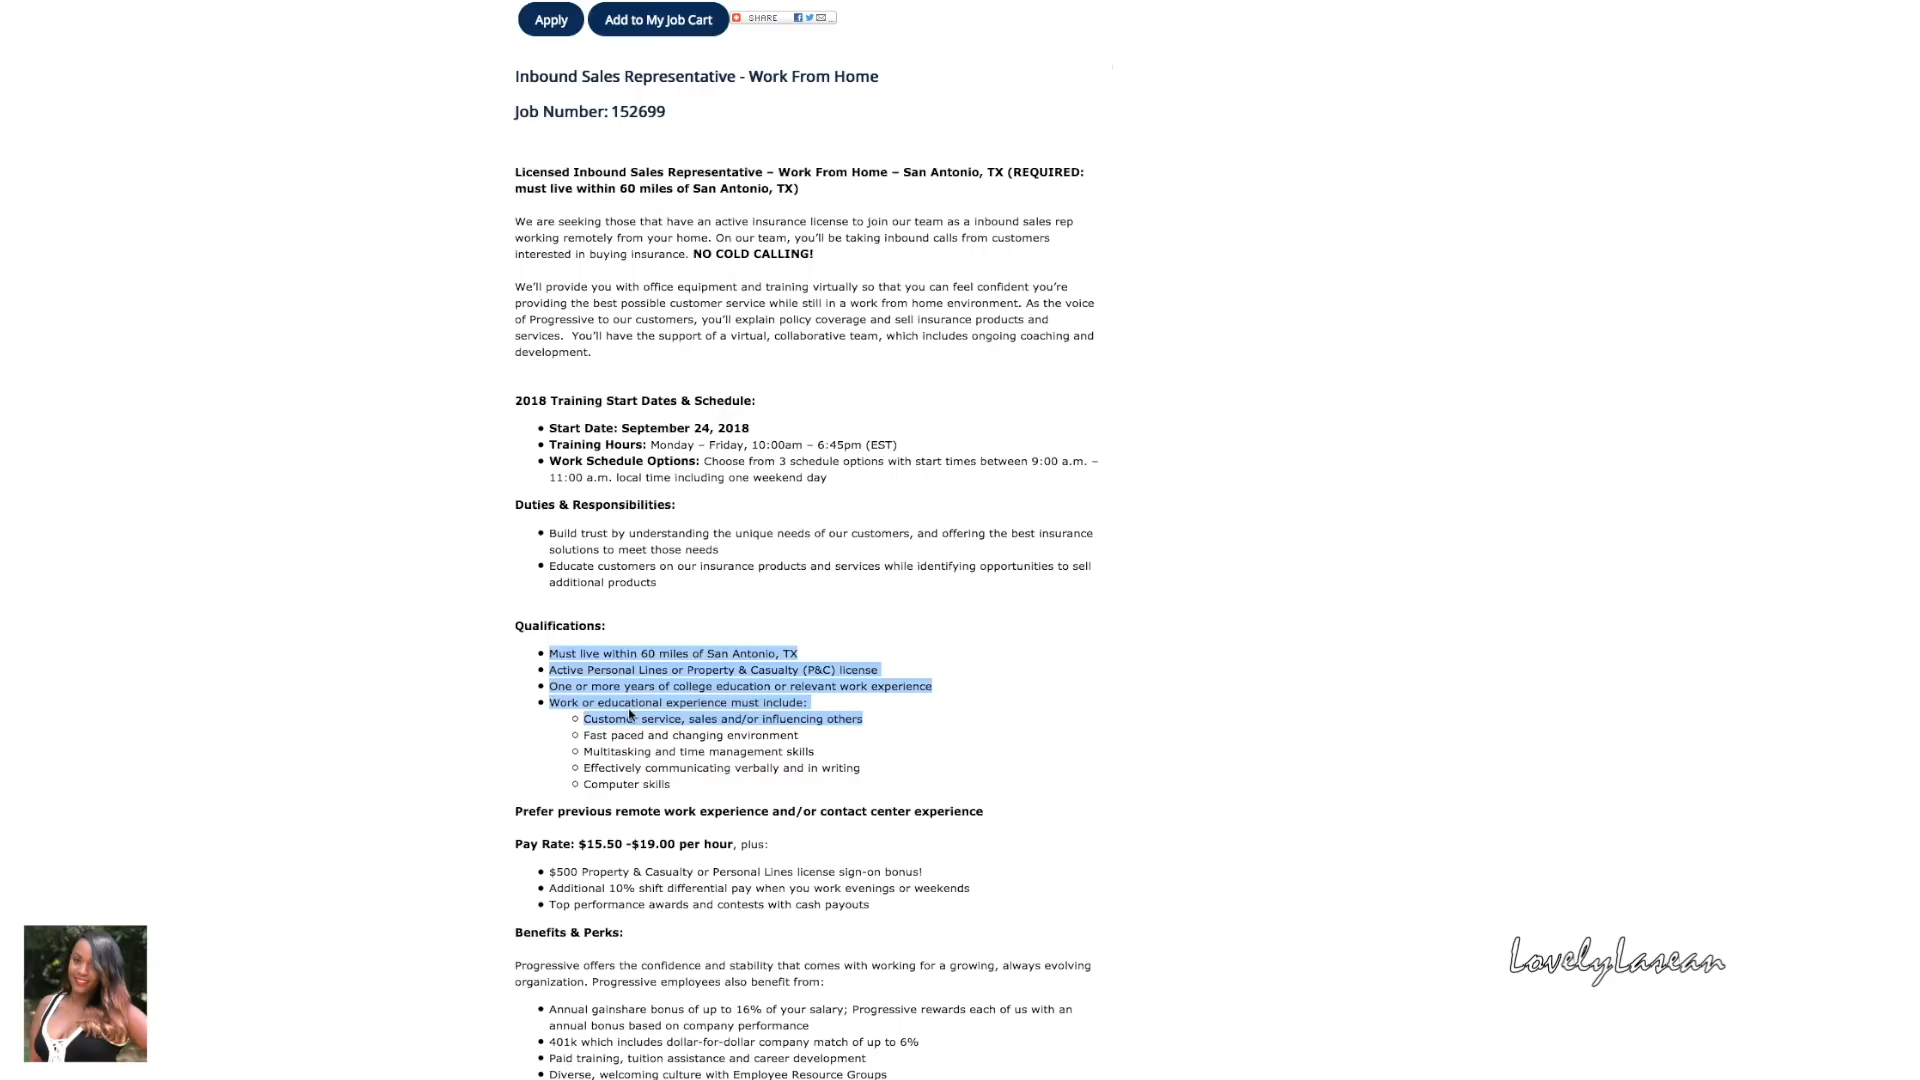 Apply
Add to My Job Cart
SHARE
Inbound Sales Representative - Work From Home
Job Number: 152699
Licensed Inbound Sales Representative – Work From Home – San Antonio, TX (REQUIRED:
must live within 60 miles of San Antonio, TX)
We are seeking those that have an active insurance license to join our team as a inbound sales rep
working remotely from your home. On our team, you'll be taking inbound calls from customers
interested in buying insurance. NO COLD CALLING!
We'll provide you with office equipment and training virtually so that you can feel confident you're
providing the best possible customer service while still in a work from home environment. As the voice
of Progressive to our customers, you'll explain policy coverage and sell insurance products and
services.  You'll have the support of a virtual, collaborative team, which includes ongoing coaching and
development.
2018 Training Start Dates & Schedule:
• Start Date: September 24, 2018
• Training Hours: Monday – Friday, 10:00am – 6:45pm (EST)
• Work Schedule Options: Choose from 3 schedule options with start times between 9:00 a.m. –
11:00 a.m. local time including one weekend day
Duties & Responsibilities:
• Build trust by understanding the unique needs of our customers, and offering the best insurance
solutions to meet those needs
• Educate customers on our insurance products and services while identifying opportunities to sell
additional products
Qualifications:
• Must live within 60 miles of San Antonio, TX
• Active Personal Lines or Property & Casualty (P&C) license
• One or more years of college education or relevant work experience
• Work or educational experience must include:
○ Customer service, sales and/or influencing others
○ Fast paced and changing environment
○ Multitasking and time management skills
○ Effectively communicating verbally and in writing
○ Computer skills
Prefer previous remote work experience and/or contact center experience
Pay Rate: $15.50 -$19.00 per hour, plus:
• $500 Property & Casualty or Personal Lines license sign-on bonus!
• Additional 10% shift differential pay when you work evenings or weekends
• Top performance awards and contests with cash payouts
Benefits & Perks:
Progressive offers the confidence and stability that comes with working for a growing, always evolving
organization. Progressive employees also benefit from:
• Annual gainshare bonus of up to 16% of your salary; Progressive rewards each of us with an
annual bonus based on company performance
• 401k which includes dollar-for-dollar company match of up to 6%
• Paid training, tuition assistance and career development
• Diverse, welcoming culture with Employee Resource Groups
LovelyLasean